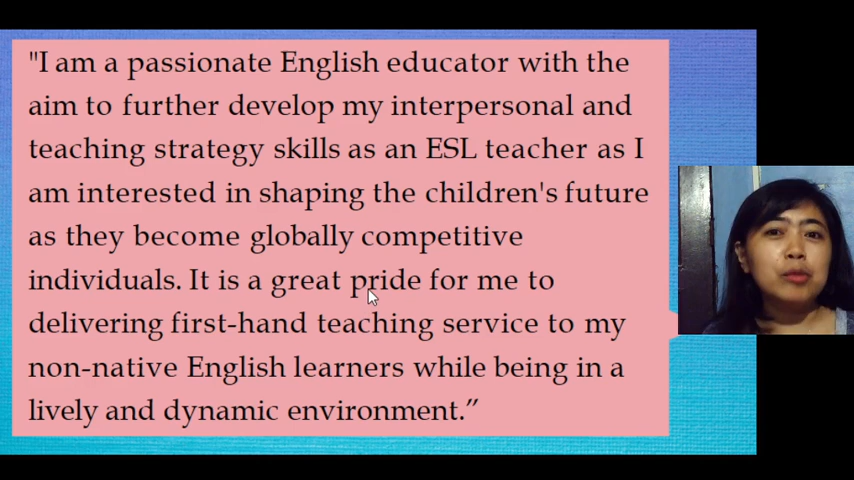 "I am a passionate English educator with the
aim to further develop my interpersonal and
teaching strategy skills as an ESL teacher as I
am interested in shaping the children's future
as they become globally competitive
individuals. It is a great pride for me to
delivering first-hand teaching service to my
non-native English learners while being in a
lively and dynamic environment.”